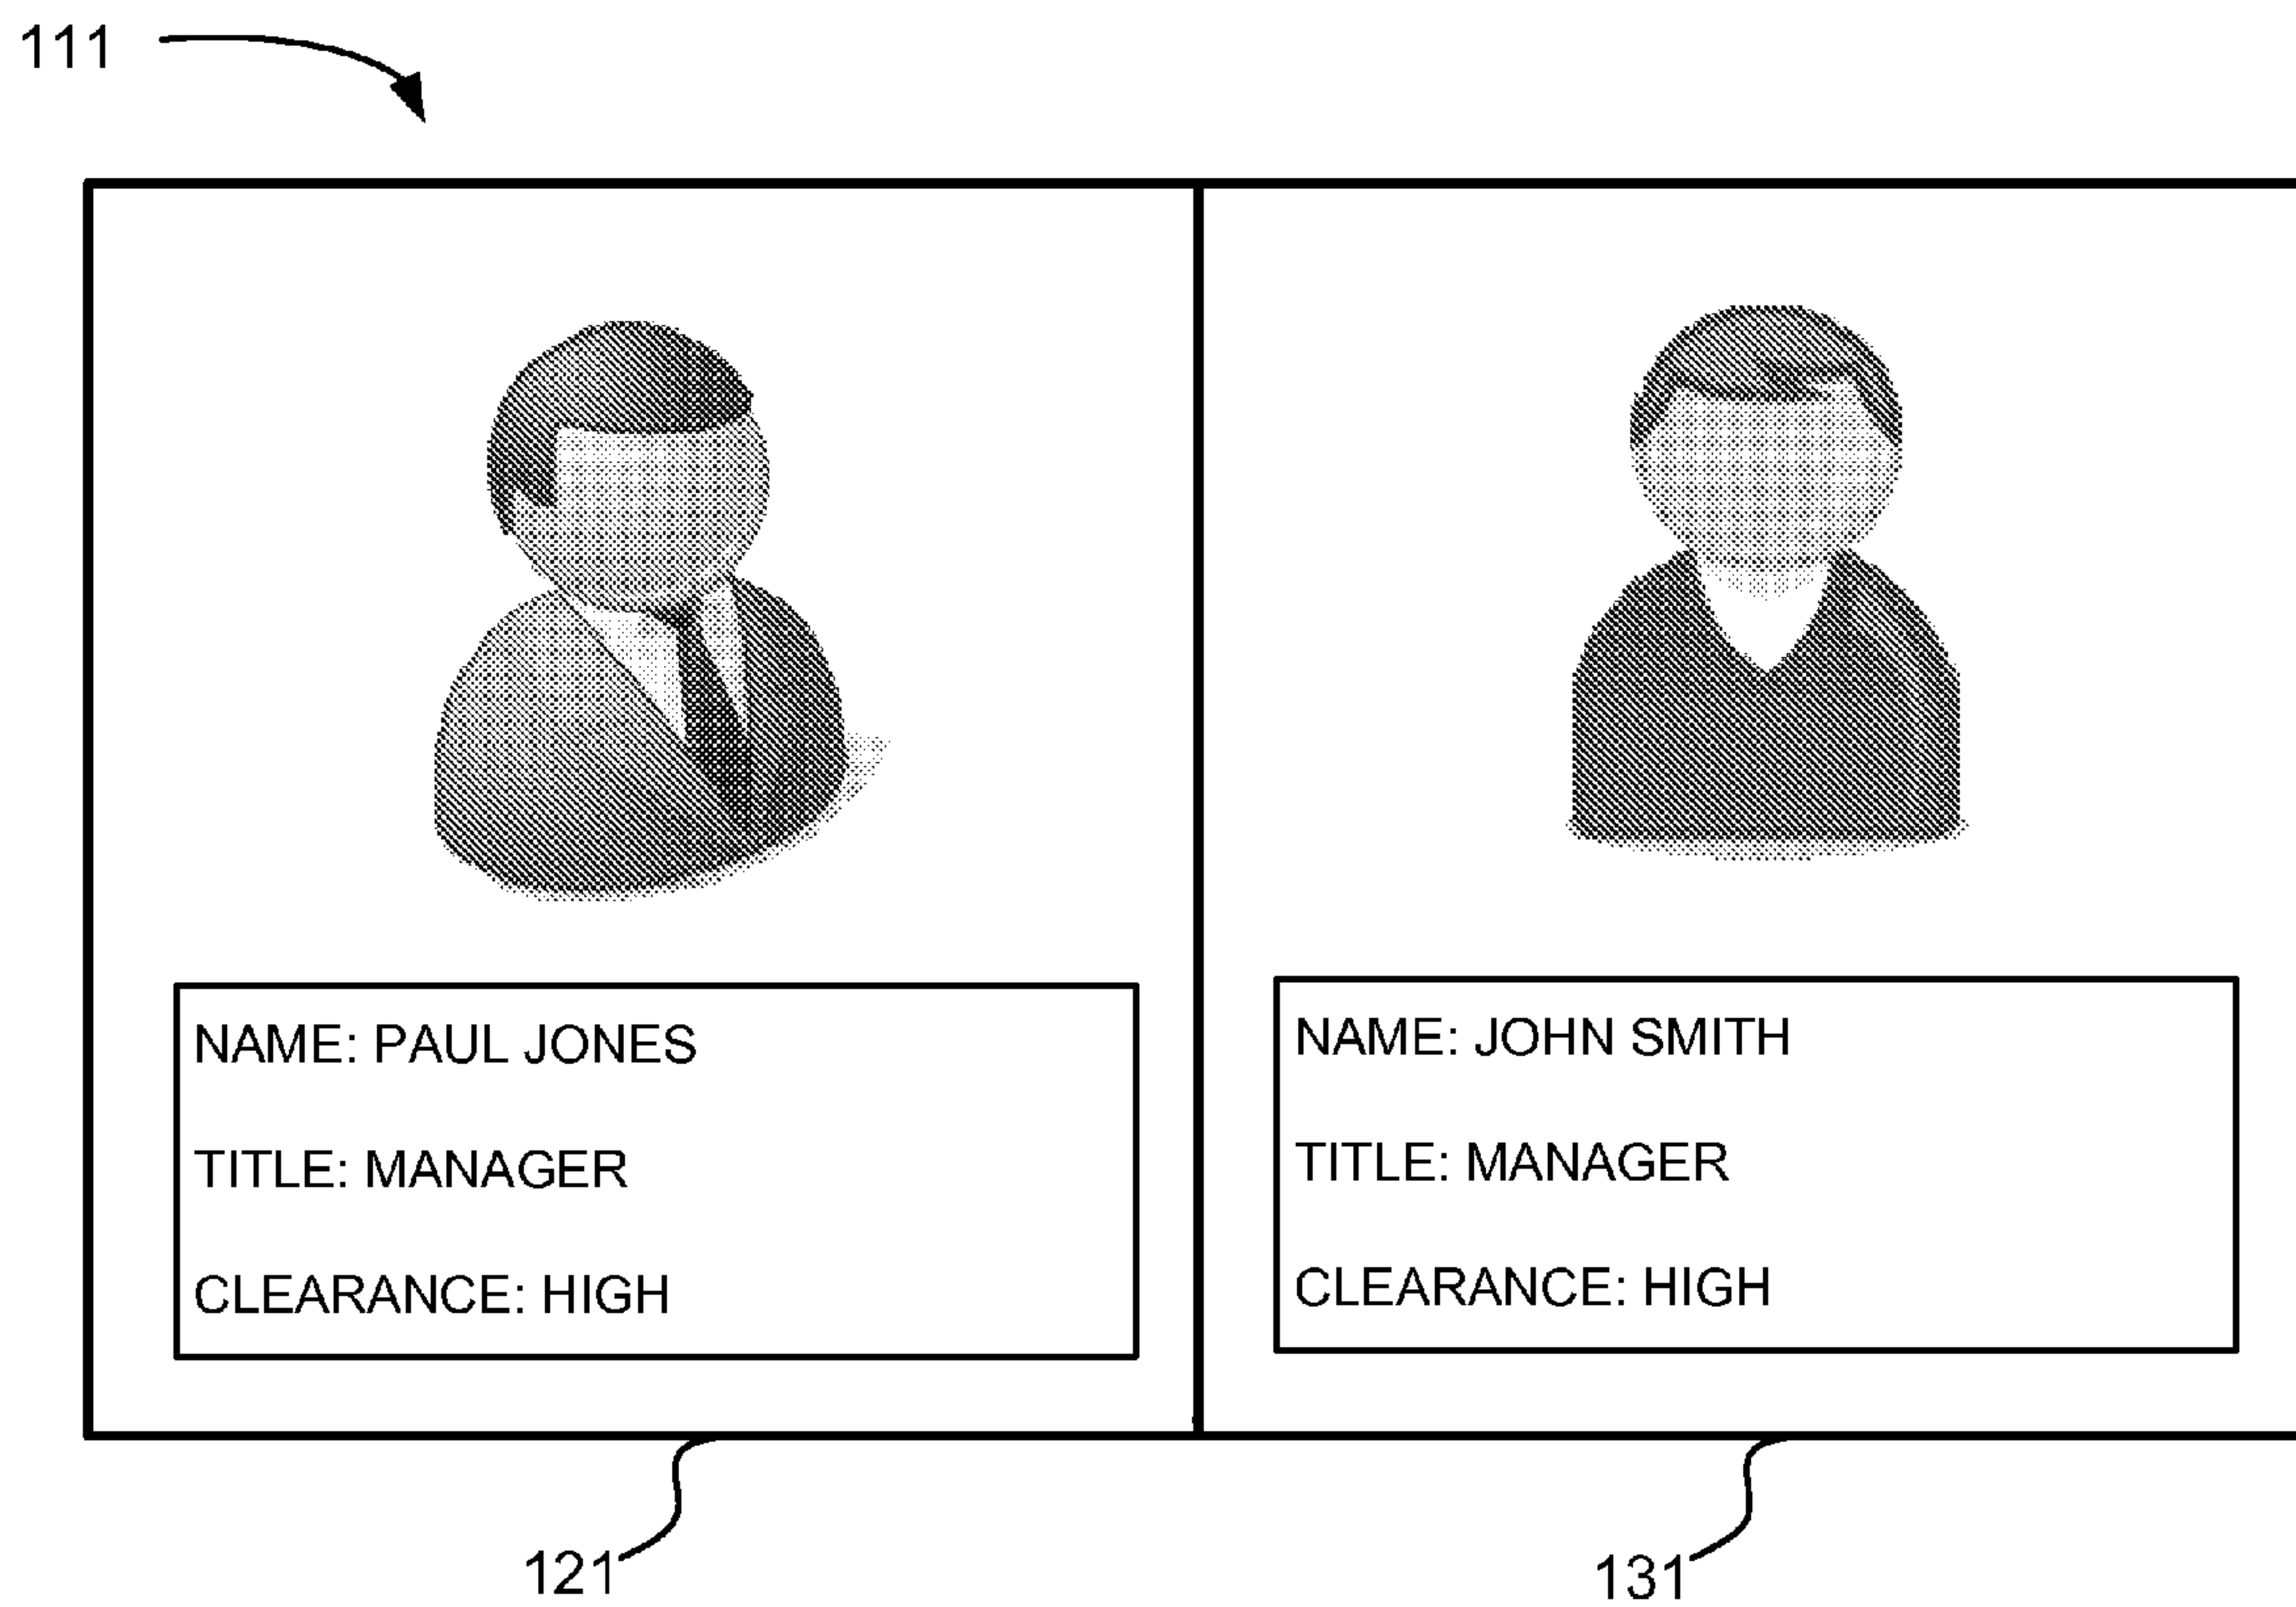 111
NAME: PAUL JONES
TITLE: MANAGER
CLEARANCE: HIGH
NAME: JOHN SMITH
TITLE: MANAGER
CLEARANCE: HIGH
121
131